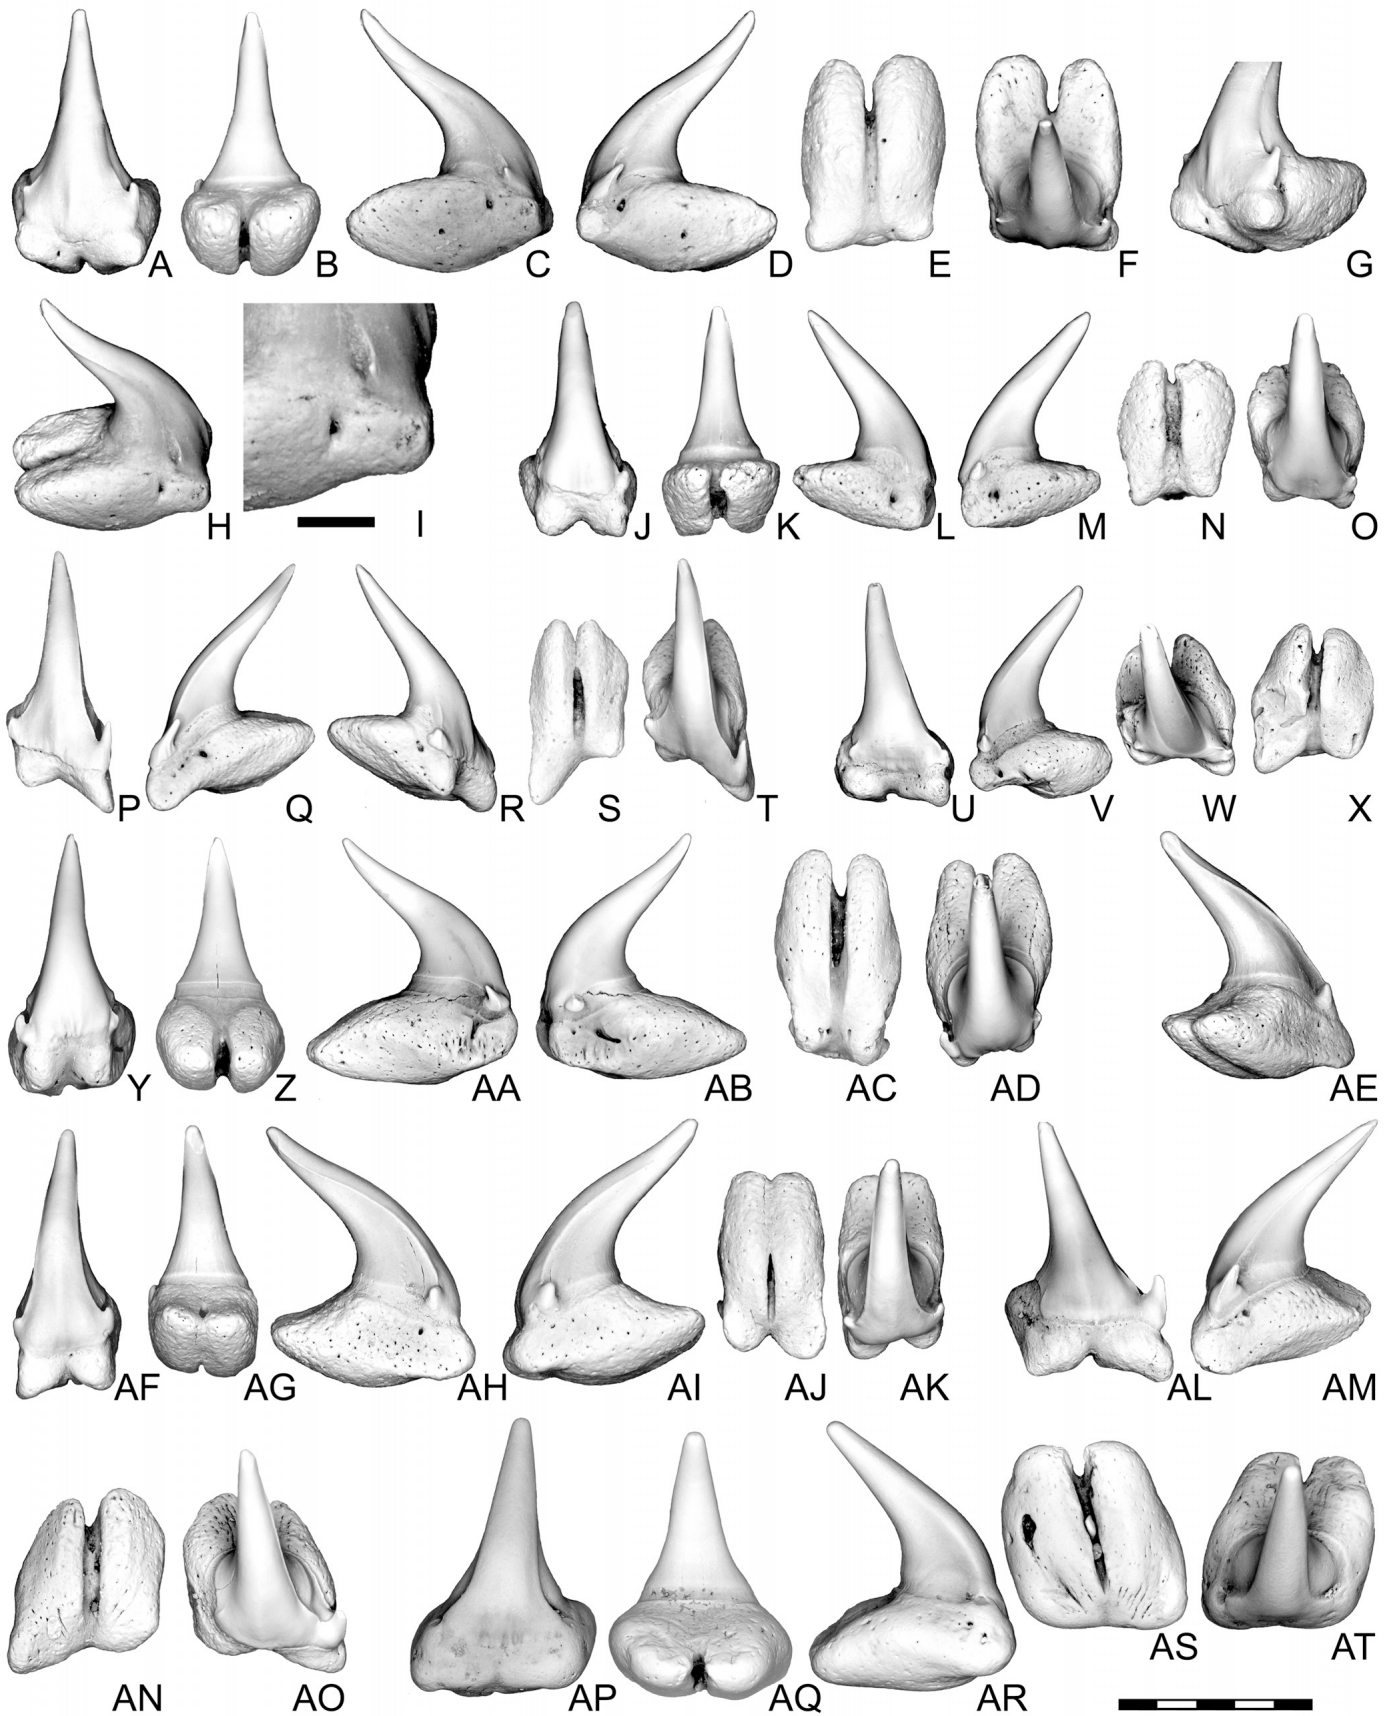 A B C D E F G
H I J K L M N O
P Q R S T U V W X
Y Z AA AB AC AD AE
AF AG AH AI AJ AK AL AM
AN AO AP AQ AR AS AT